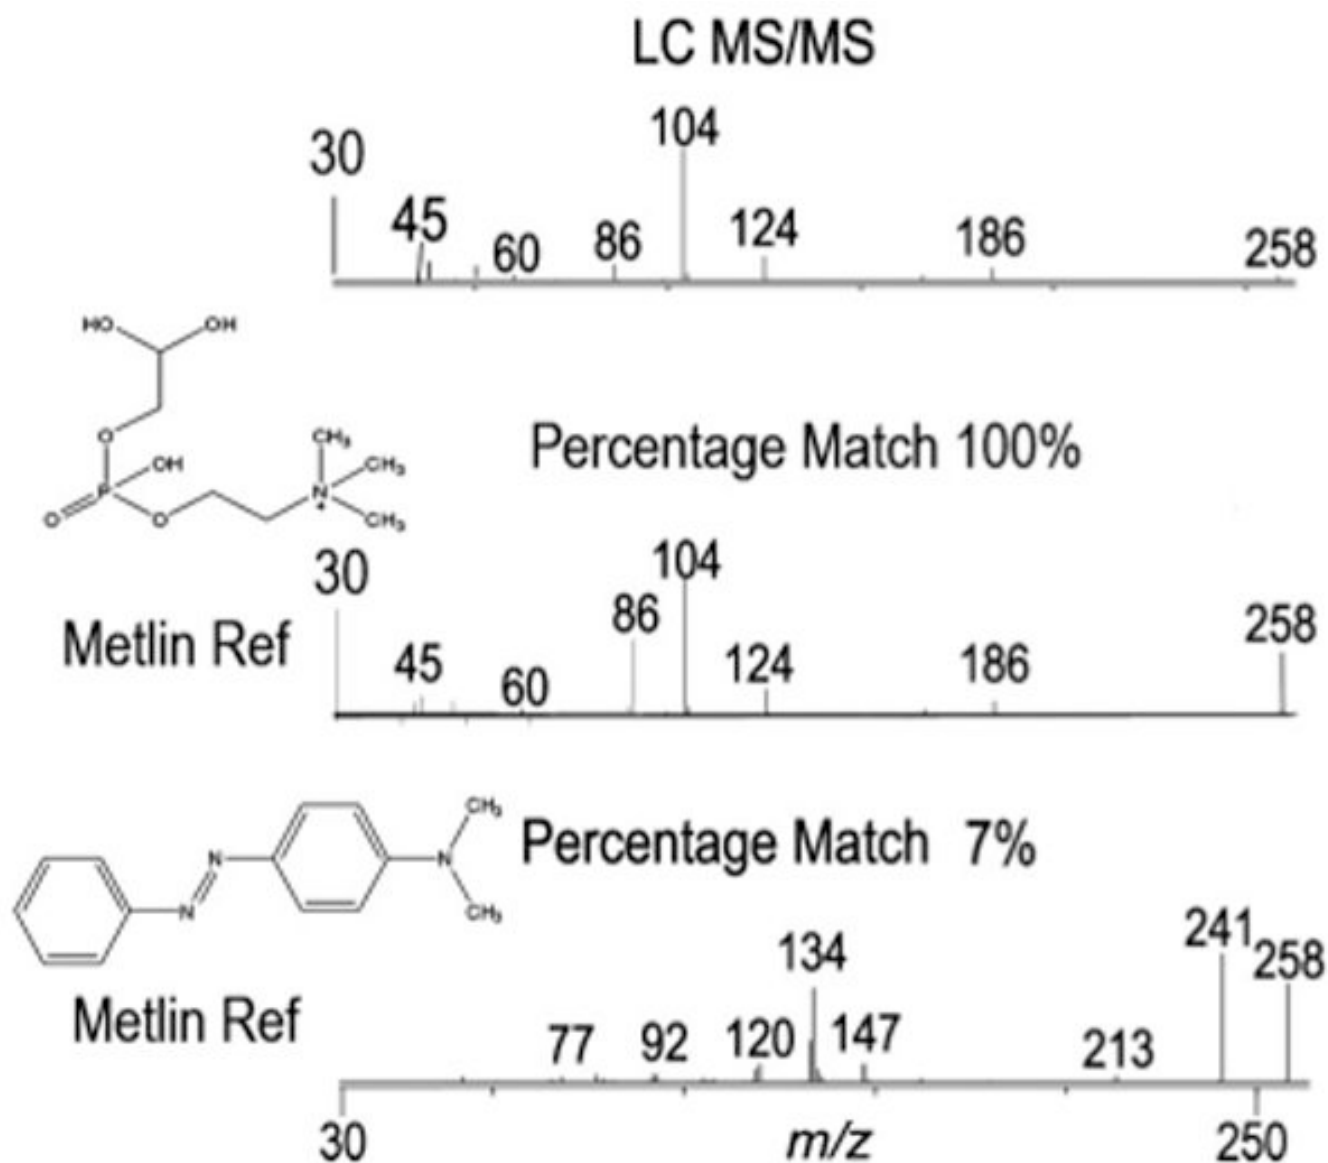 LC MS/MS
30
45
60
86
104
124
186
258
HO
OH
O
OH
P
O
O
CH₃
CH₃
N
+
CH₃
Percentage Match 100%
Metlin Ref
30
45
60
86
104
124
186
258
CH₃
N
N
N
CH₃
Percentage Match 7%
Metlin Ref
77
92
120
134
147
213
241
258
30
m/z
250